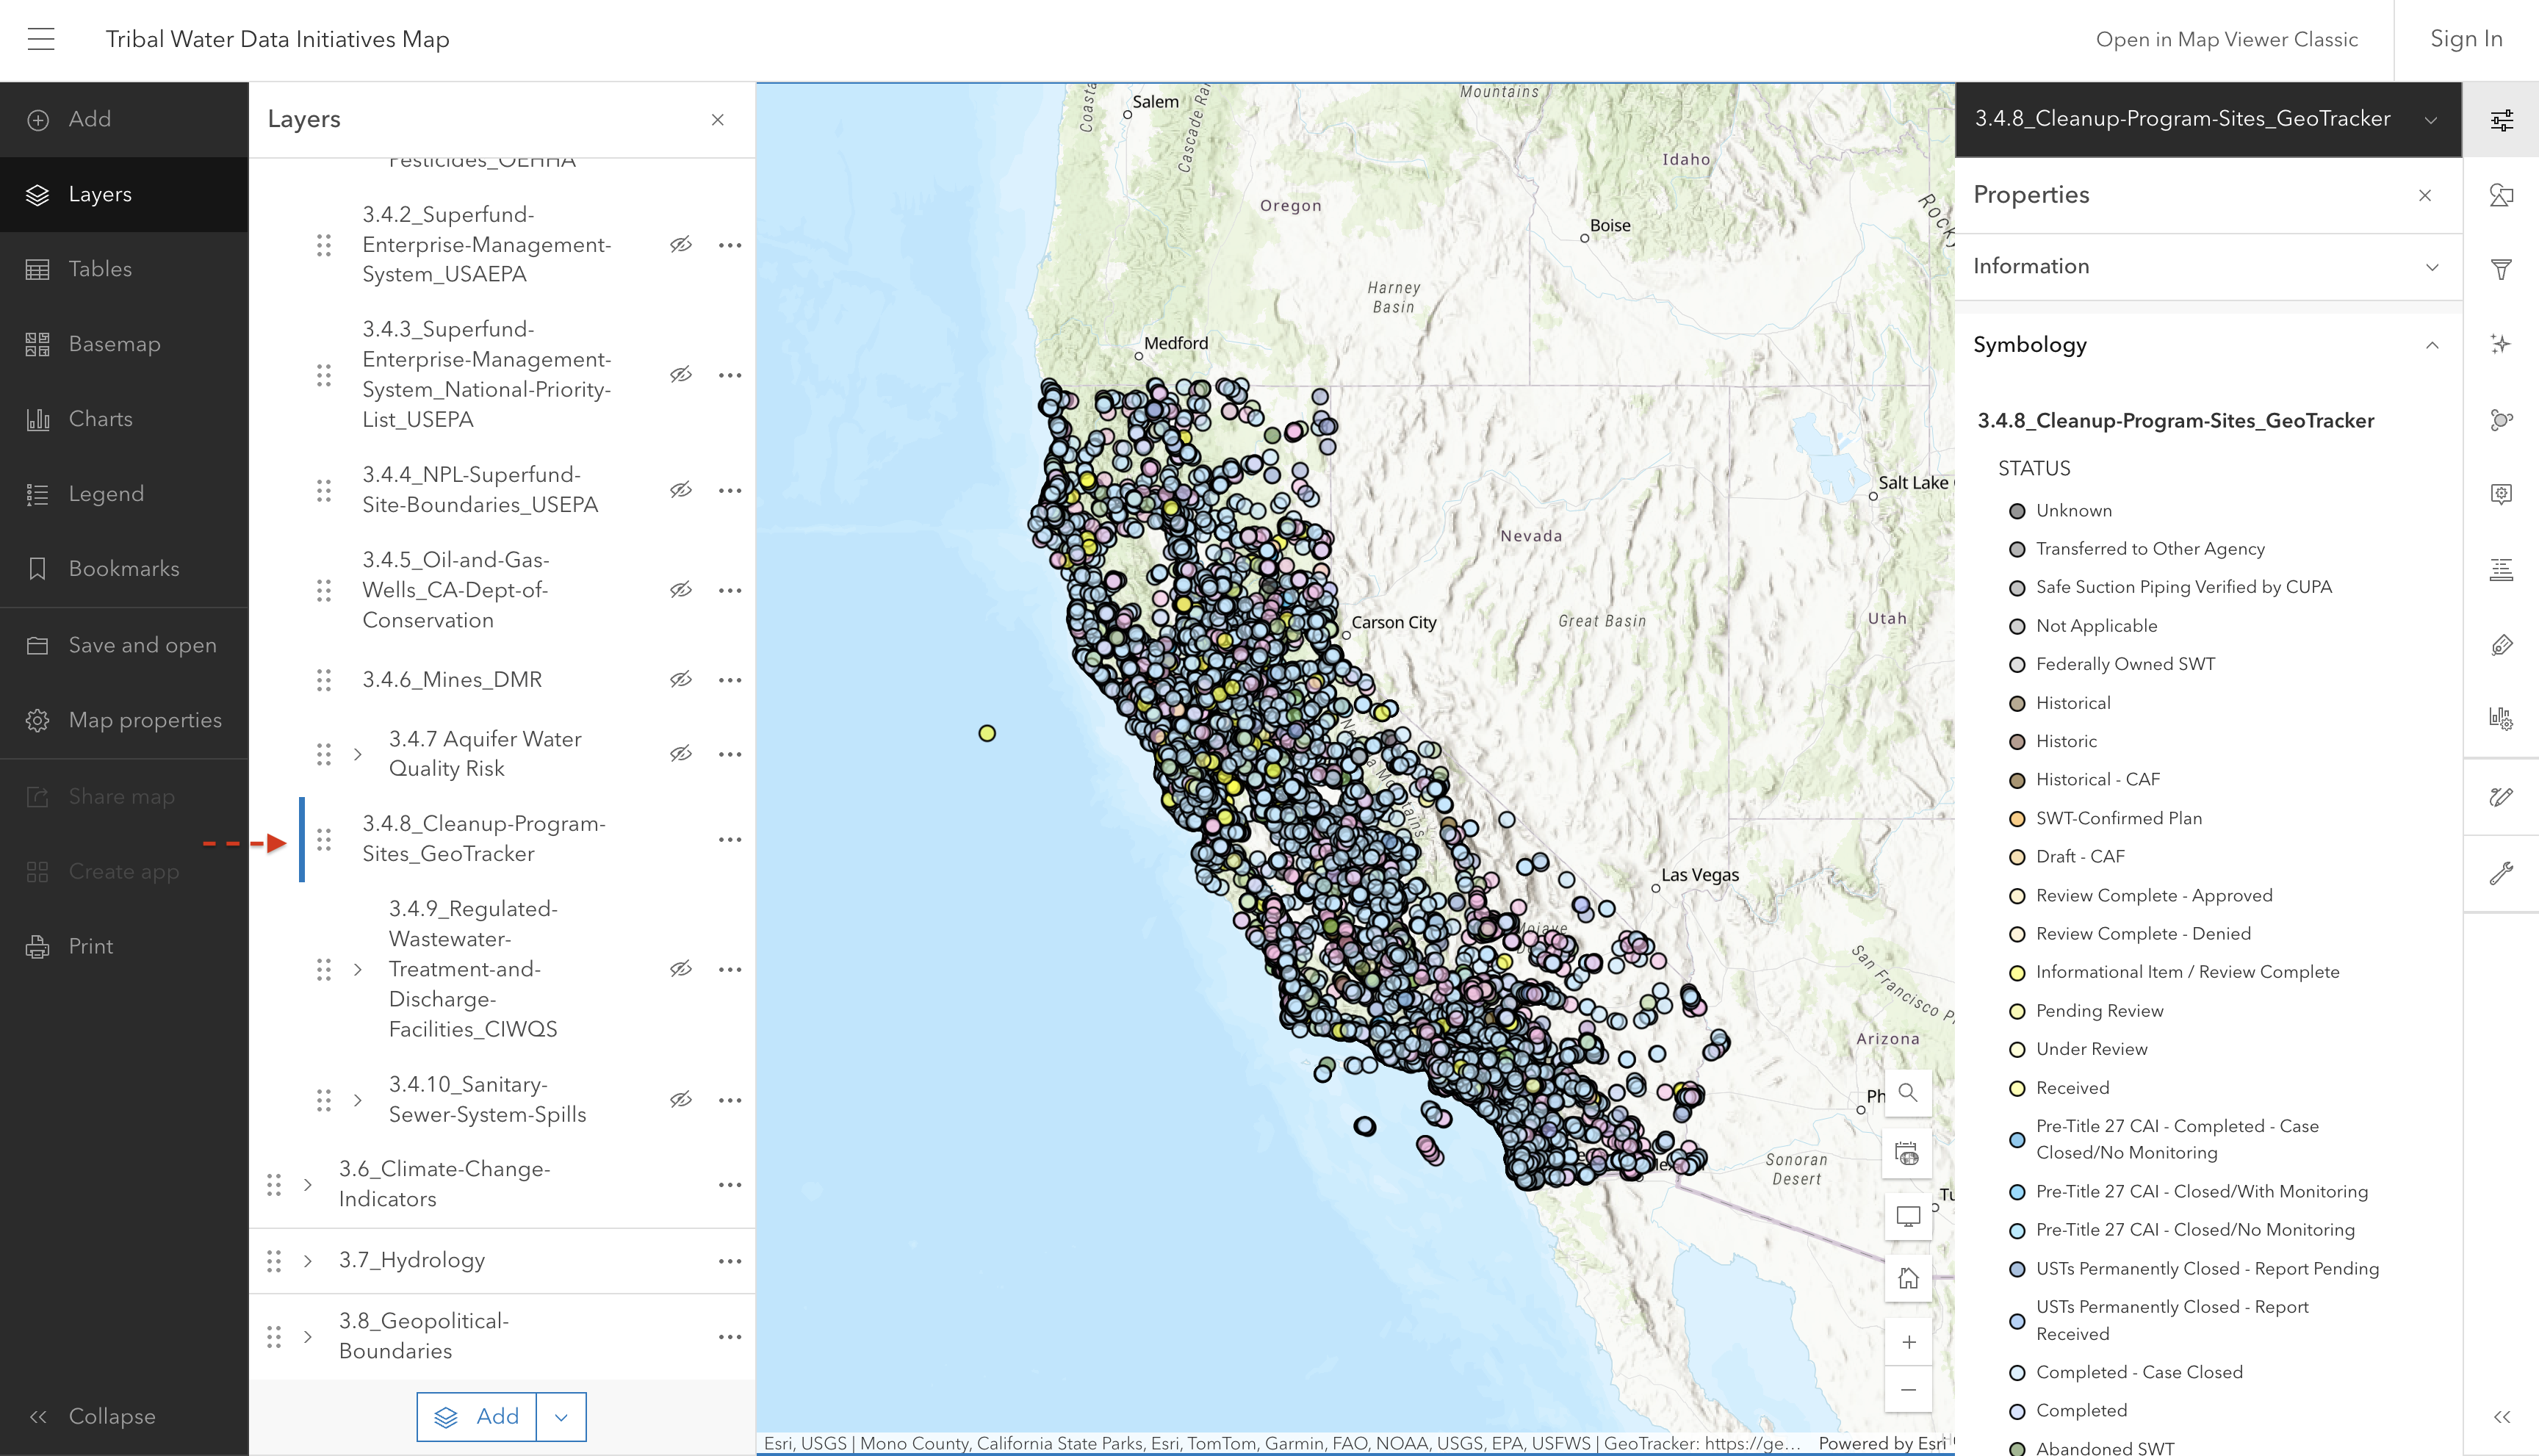 Tribal Water Data Initiatives Map
Open in Map Viewer Classic
Sign In
Add
Layers
Tables
Basemap
Charts
Legend
Bookmarks
Save and open
Map properties
Share map
Create app
Print
Collapse
Layers
Pesticides_OEHHA
3.4.2_Superfund-
Enterprise-Management-
System_USAEPA
3.4.3_Superfund-
Enterprise-Management-
System_National-Priority-
List_USEPA
3.4.4_NPL-Superfund-
Site-Boundaries_USEPA
3.4.5_Oil-and-Gas-
Wells_CA-Dept-of-
Conservation
3.4.6_Mines_DMR
3.4.7 Aquifer Water
Quality Risk
3.4.8_Cleanup-Program-
Sites_GeoTracker
3.4.9_Regulated-
Wastewater-
Treatment-and-
Discharge-
Facilities_CIWQS
3.4.10_Sanitary-
Sewer-System-Spills
3.6_Climate-Change-
Indicators
3.7_Hydrology
3.8_Geopolitical-
Boundaries
Add
Salem
Mountains
Coasta
Cascade Ra
Idaho
Oregon
Boise
Rocky
Harney
Basin
Medford
Salt Lake
Nevada
Carson City
Great Basin
Utah
Las Vegas
Mojave
San Francisco P
Arizona
Ph
Sonoran
Desert
Tu
Esri, USGS | Mono County, California State Parks, Esri, TomTom, Garmin, FAO, NOAA, USGS, EPA, USFWS | GeoTracker: https://ge...
Powered by Esri
3.4.8_Cleanup-Program-Sites_GeoTracker
Properties
Information
Symbology
3.4.8_Cleanup-Program-Sites_GeoTracker
STATUS
Unknown
Transferred to Other Agency
Safe Suction Piping Verified by CUPA
Not Applicable
Federally Owned SWT
Historical
Historic
Historical - CAF
SWT-Confirmed Plan
Draft - CAF
Review Complete - Approved
Review Complete - Denied
Informational Item / Review Complete
Pending Review
Under Review
Received
Pre-Title 27 CAI - Completed - Case
Closed/No Monitoring
Pre-Title 27 CAI - Closed/With Monitoring
Pre-Title 27 CAI - Closed/No Monitoring
USTs Permanently Closed - Report Pending
USTs Permanently Closed - Report
Received
Completed - Case Closed
Completed
Abandoned SWT